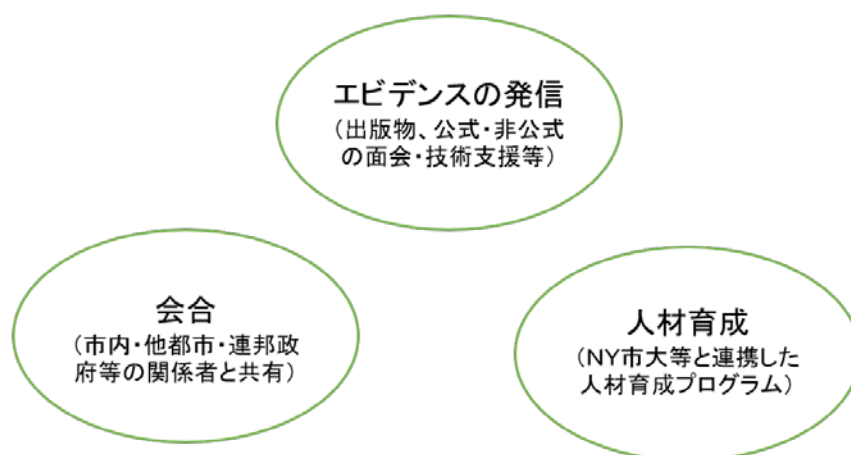 エビデンスの発信
（出版物、公式・非公式
の面会・技術支援等）
会合
（市内・他都市・連邦政
府等の関係者と共有）
人材育成
（NY市大等と連携した
人材育成プログラム）